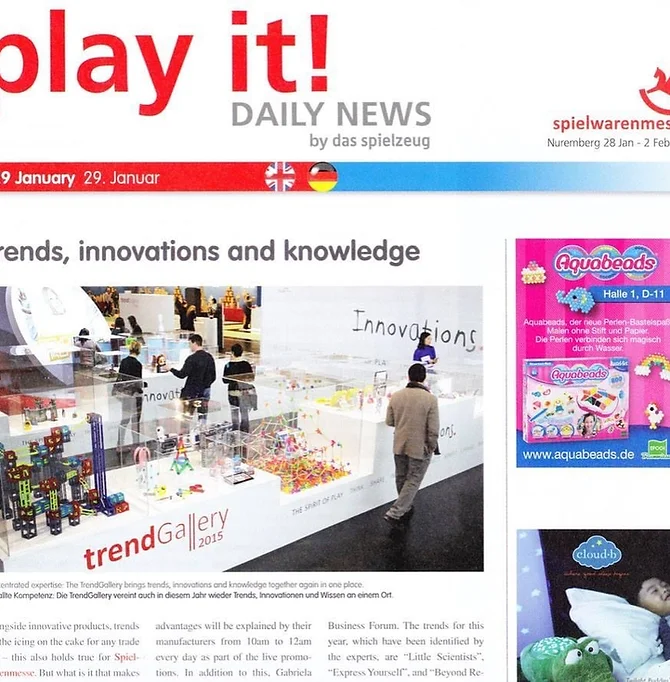 play it!
DAILY NEWS
by das spielzeug
spielwarenmes
Nuremberg 28 Jan - 2 Feb
9 January 29. Januar
rends, innovations and knowledge
Innovations
trendGallery
2015
THE SPIRIT OF PLAY THINK
entrated expertise: The TrendGallery brings trends, innovations and knowledge together again in one place.
allte Kompetenz: Die TrendGallery vereint auch in diesem Jahr wieder Trends, Innovationen und Wissen an einem Ort.
ngside innovative products, trends
the icing on the cake for any trade
– this also holds true for Spiel-
enmesse. But what is it that makes
advantages will be explained by their
manufacturers from 10am to 12am
every day as part of the live promo-
tions. In addition to this, Gabriela
Business Forum. The trends for this
year, which have been identified by
the experts, are “Little Scientists”,
“Express Yourself”, and “Beyond Re-
Aquabeads
Halle 1, D-11
Aquabeads, der neue Perlen-Bastelspaß
Malen ohne Stift und Papier.
Die Perlen verbinden sich magisch
durch Wasser.
Aquabeads
www.aquabeads.de
EPOCH
cloud·b